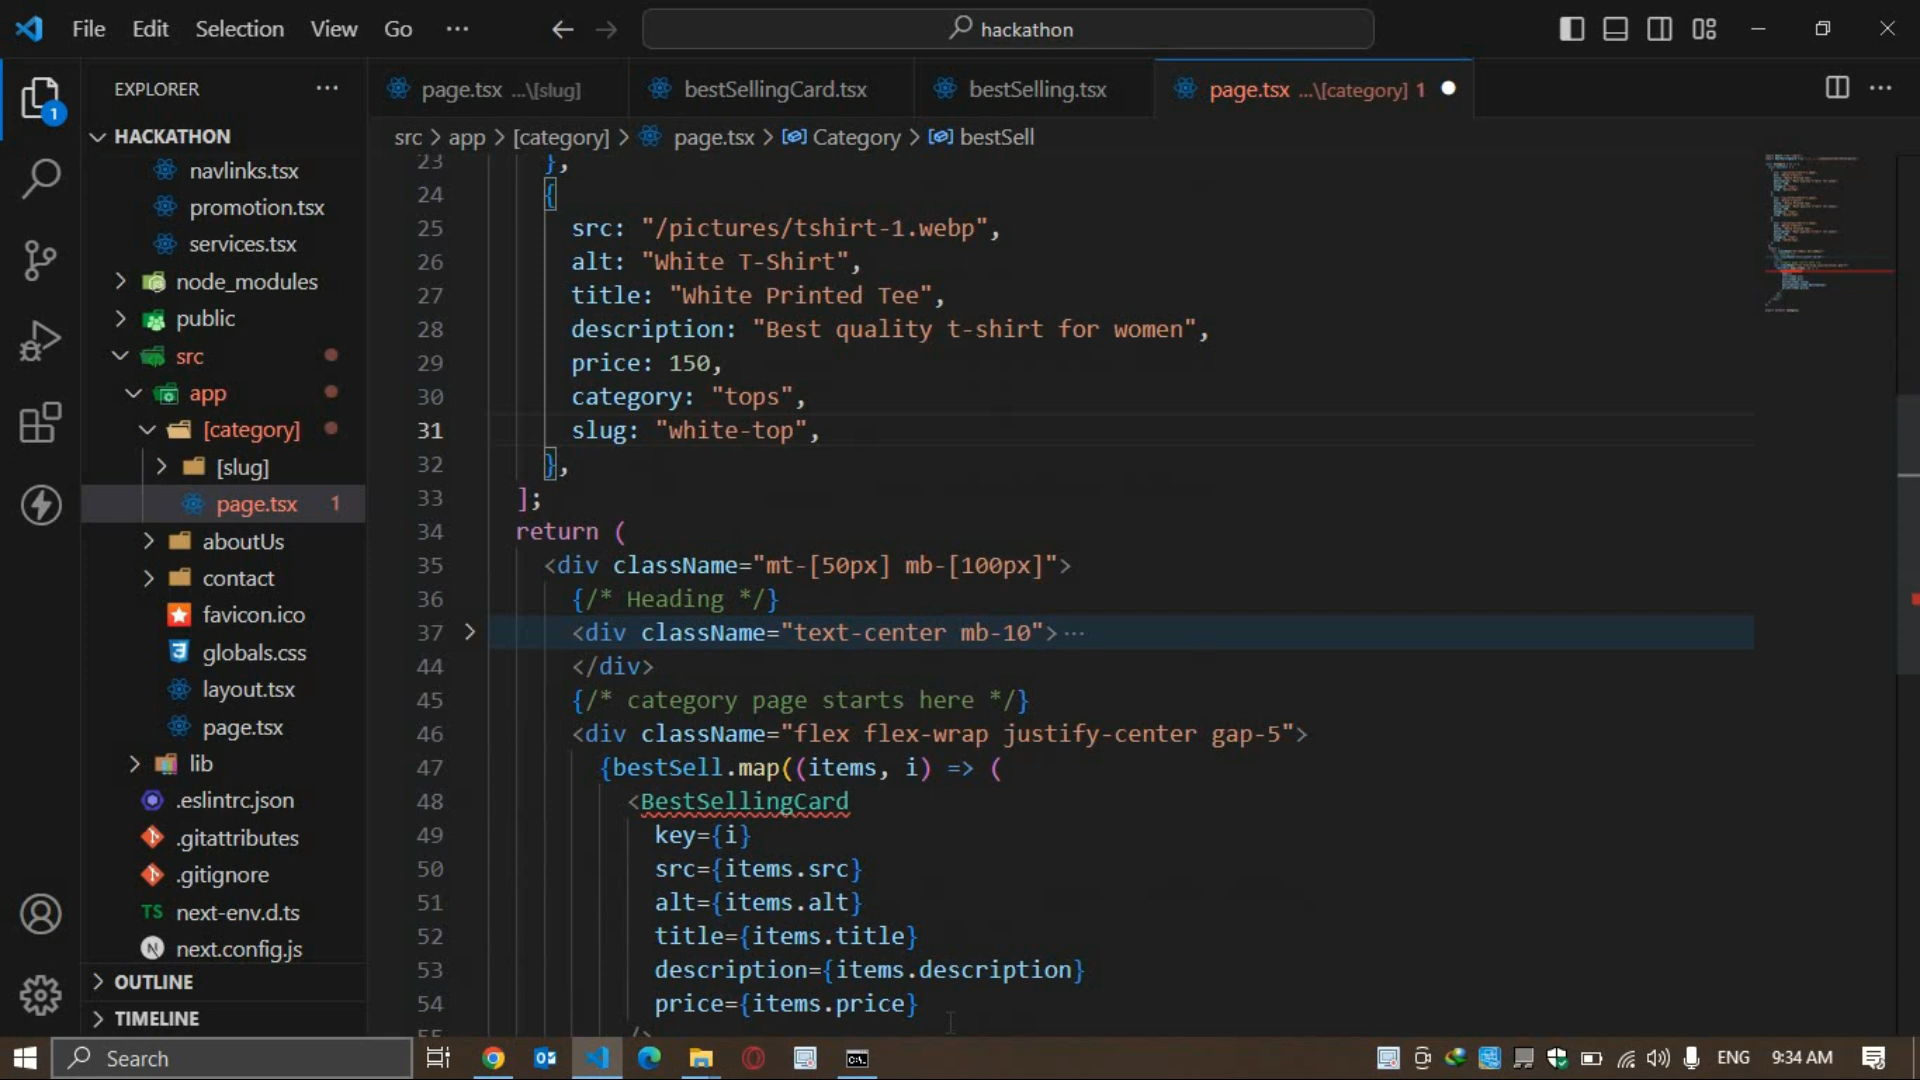 File Edit Selection View Go ··· hackathon
EXPLORER ···
page.tsx ...\[slug] bestSellingCard.tsx bestSelling.tsx page.tsx ...\[category] 1
HACKATHON
src > app > [category] > page.tsx > Category > bestSell
navlinks.tsx
promotion.tsx
services.tsx
node_modules
public
src
app
[category]
[slug]
page.tsx 1
aboutUs
contact
favicon.ico
globals.css
layout.tsx
page.tsx
lib
.eslintrc.json
.gitattributes
.gitignore
TS next-env.d.ts
next.config.js
OUTLINE
TIMELINE
1
23 },
24 {
25 src: "/pictures/tshirt-1.webp",
26 alt: "White T-Shirt",
27 title: "White Printed Tee",
28 description: "Best quality t-shirt for women",
29 price: 150,
30 category: "tops",
31 slug: "white-top",
32 },
33 ];
34 return (
35 <div className="mt-[50px] mb-[100px]">
36 {/* Heading */}
37 <div className="text-center mb-10">···
44 </div>
45 {/* category page starts here */}
46 <div className="flex flex-wrap justify-center gap-5">
47 {bestSell.map((items, i) => (
48 <BestSellingCard
49 key={i}
50 src={items.src}
51 alt={items.alt}
52 title={items.title}
53 description={items.description}
54 price={items.price}
55 />
Search
ENG 9:34 AM